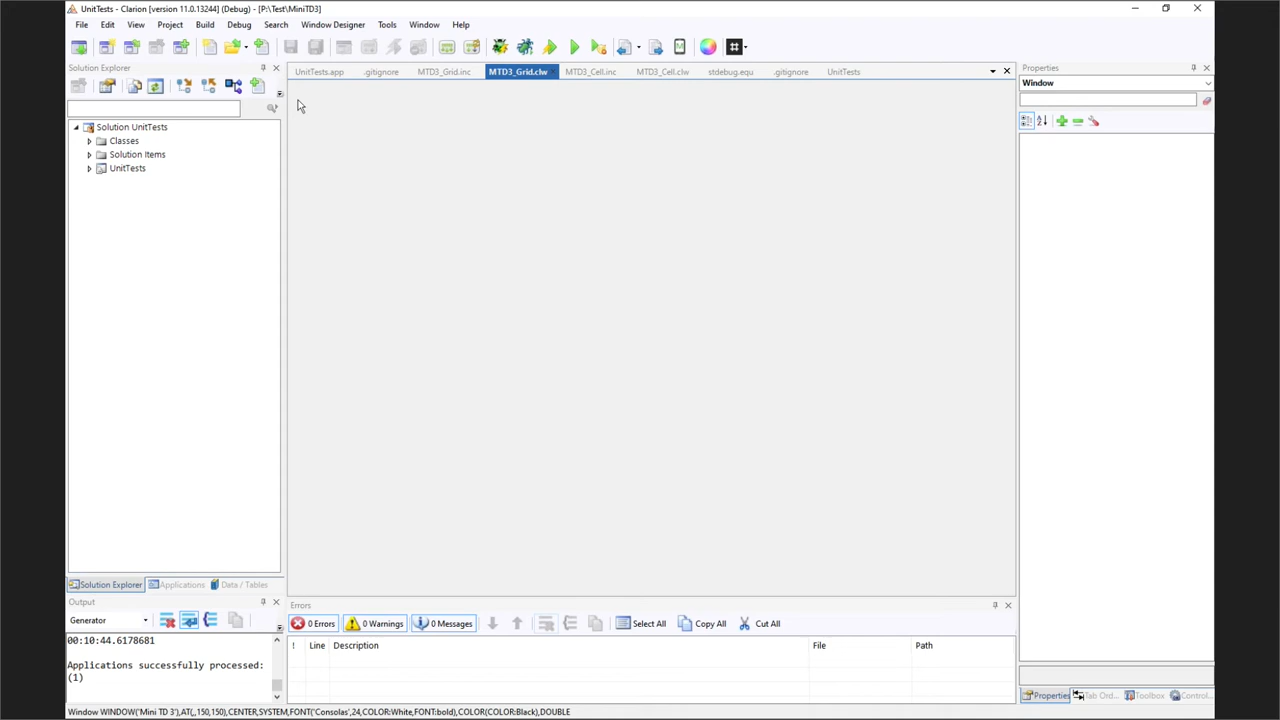 UnitTests - Clarion [version 11.0.13244] (Debug) - [P:\Test\MiniTD3]
File Edit View Project Build Debug Search Window Designer Tools Window Help
Solution Explorer
UnitTests.app .gitignore MTD3_Grid.inc MTD3_Grid.clw MTD3_Cell.inc MTD3_Cell.clw stdebug.equ .gitignore UnitTests
Properties
Window
Solution UnitTests
Classes
Solution Items
UnitTests
Solution Explorer Applications Data / Tables
Output
Generator
00:10:44.6178681
Applications successfully processed:
(1)
Errors
0 Errors 0 Warnings 0 Messages Select All Copy All Cut All
! Line Description File Path
Properties Tab Ord... Toolbox Control...
Window WINDOW('Mini TD 3'),AT(,,150,150),CENTER,SYSTEM,FONT('Consolas',24,COLOR:White,FONT:bold),COLOR(COLOR:Black),DOUBLE